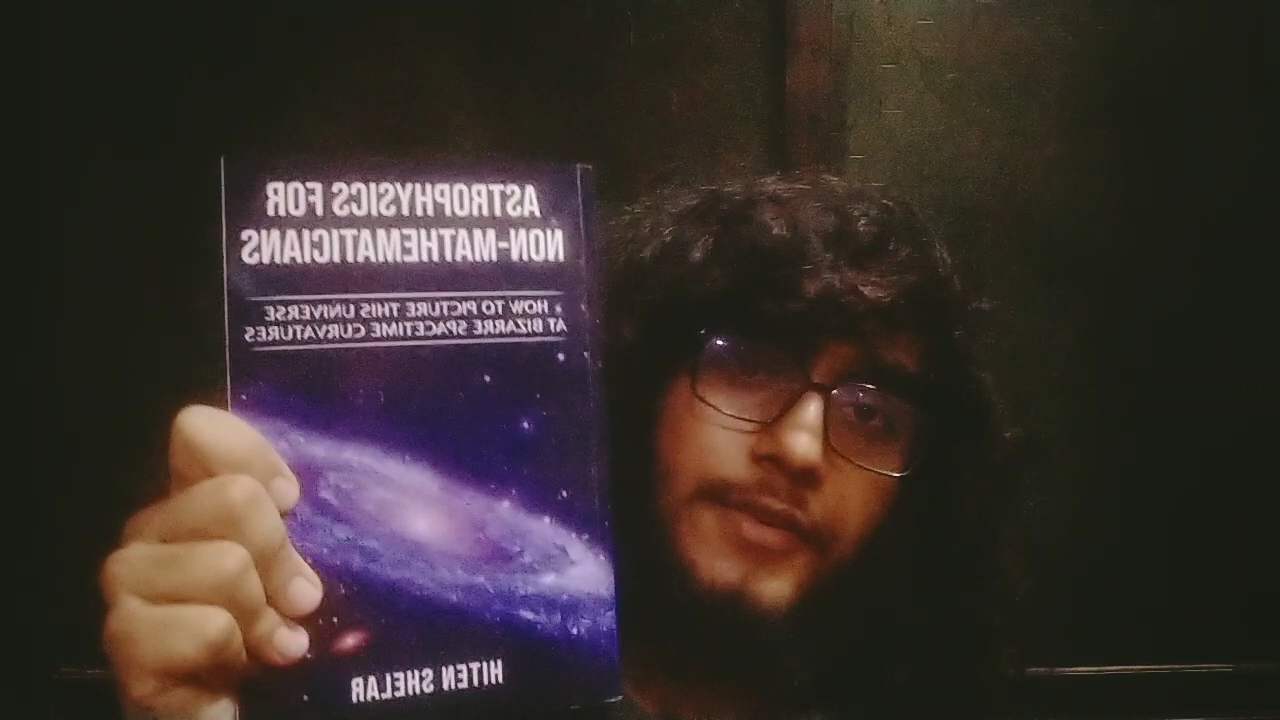 ASTROPHYSICS FOR
NON-MATHEMATICIANS
HOW TO PICTURE THIS UNIVERSE
AT BIZARRE SPACETIME CURVATURES
HITEN SHELAR